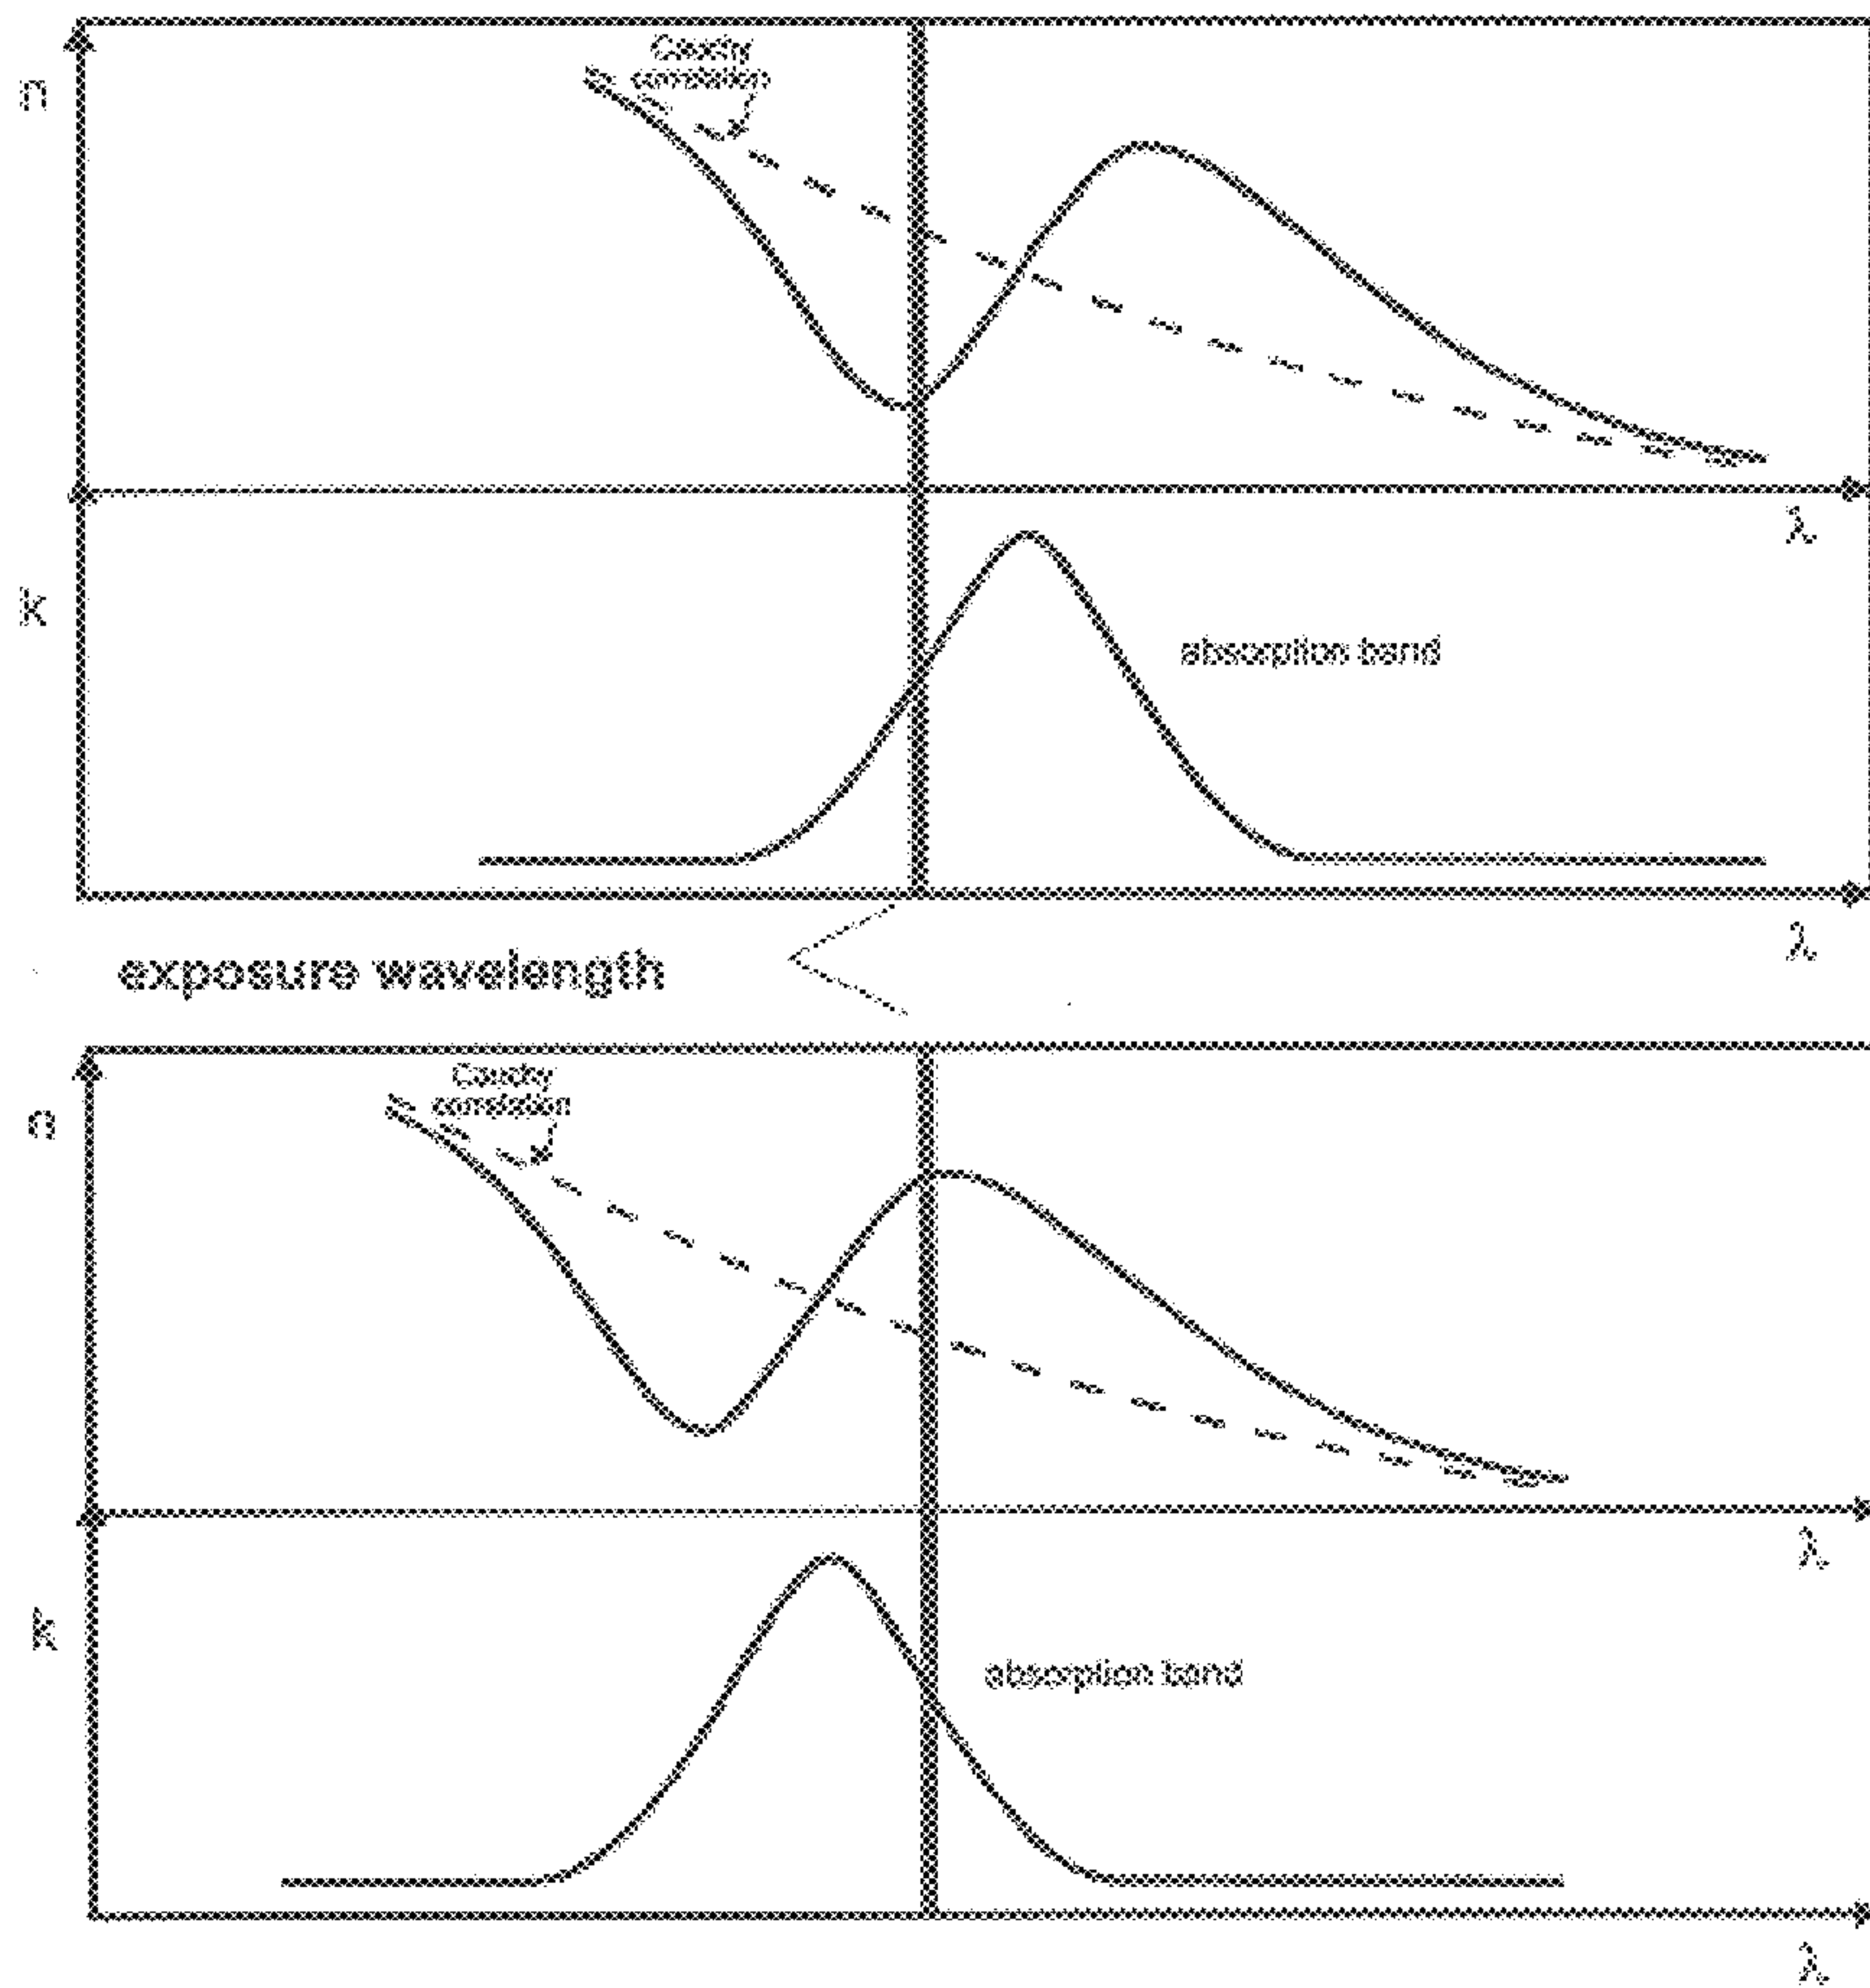 n
Cauchy
correlation
λ
k
absorption band
λ
exposure wavelength
n
Cauchy
correlation
λ
k
absorption band
λ